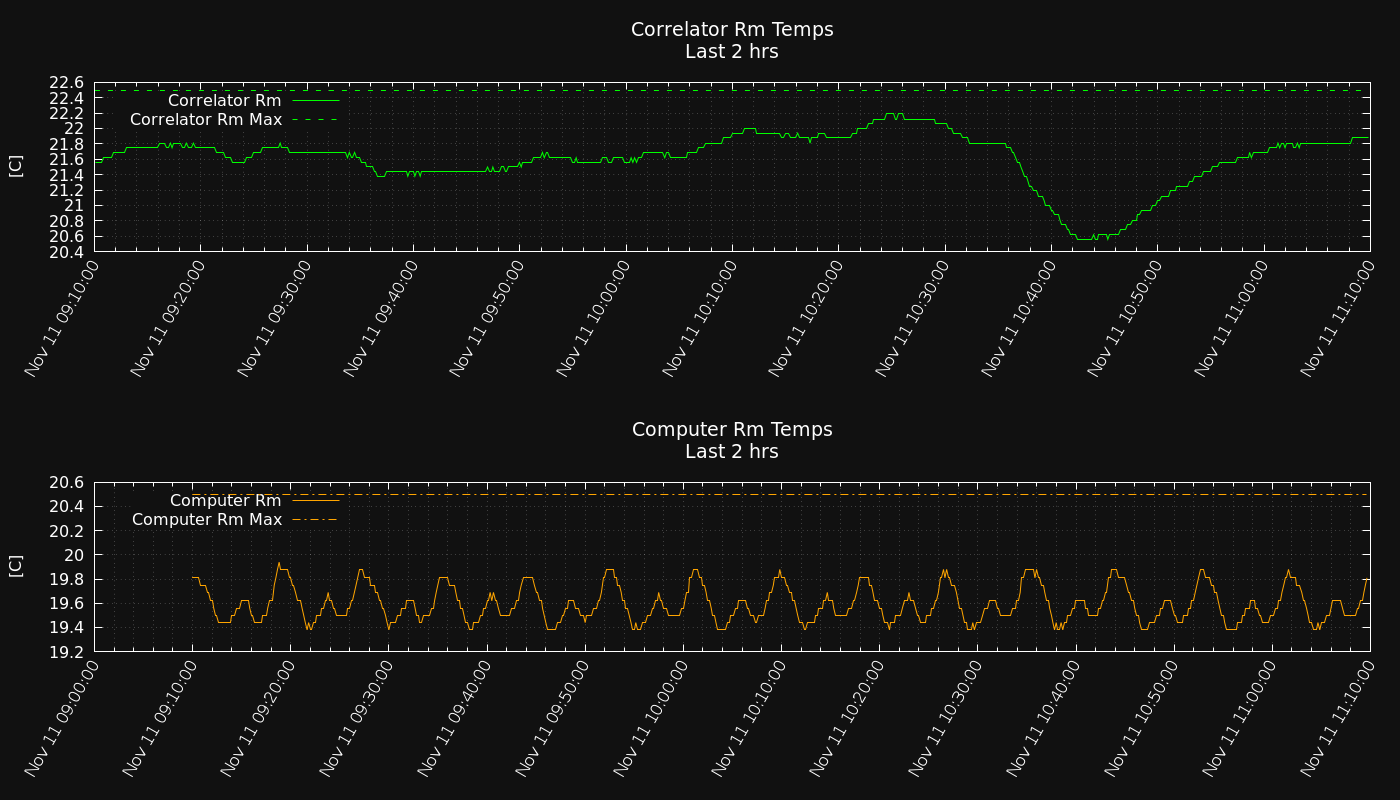 Correlator Rm Temps
Last 2 hrs
22.6
22.4
22.2
22
21.8
21.6
21.4
21.2
21
20.8
20.6
20.4
[C]
Correlator Rm
Correlator Rm Max
Nov 11 09:10:00
Nov 11 09:20:00
Nov 11 09:30:00
Nov 11 09:40:00
Nov 11 09:50:00
Nov 11 10:00:00
Nov 11 10:10:00
Nov 11 10:20:00
Nov 11 10:30:00
Nov 11 10:40:00
Nov 11 10:50:00
Nov 11 11:00:00
Nov 11 11:10:00
Computer Rm Temps
Last 2 hrs
20.6
20.4
20.2
20
19.8
19.6
19.4
19.2
[C]
Computer Rm
Computer Rm Max
Nov 11 09:00:00
Nov 11 09:10:00
Nov 11 09:20:00
Nov 11 09:30:00
Nov 11 09:40:00
Nov 11 09:50:00
Nov 11 10:00:00
Nov 11 10:10:00
Nov 11 10:20:00
Nov 11 10:30:00
Nov 11 10:40:00
Nov 11 10:50:00
Nov 11 11:00:00
Nov 11 11:10:00